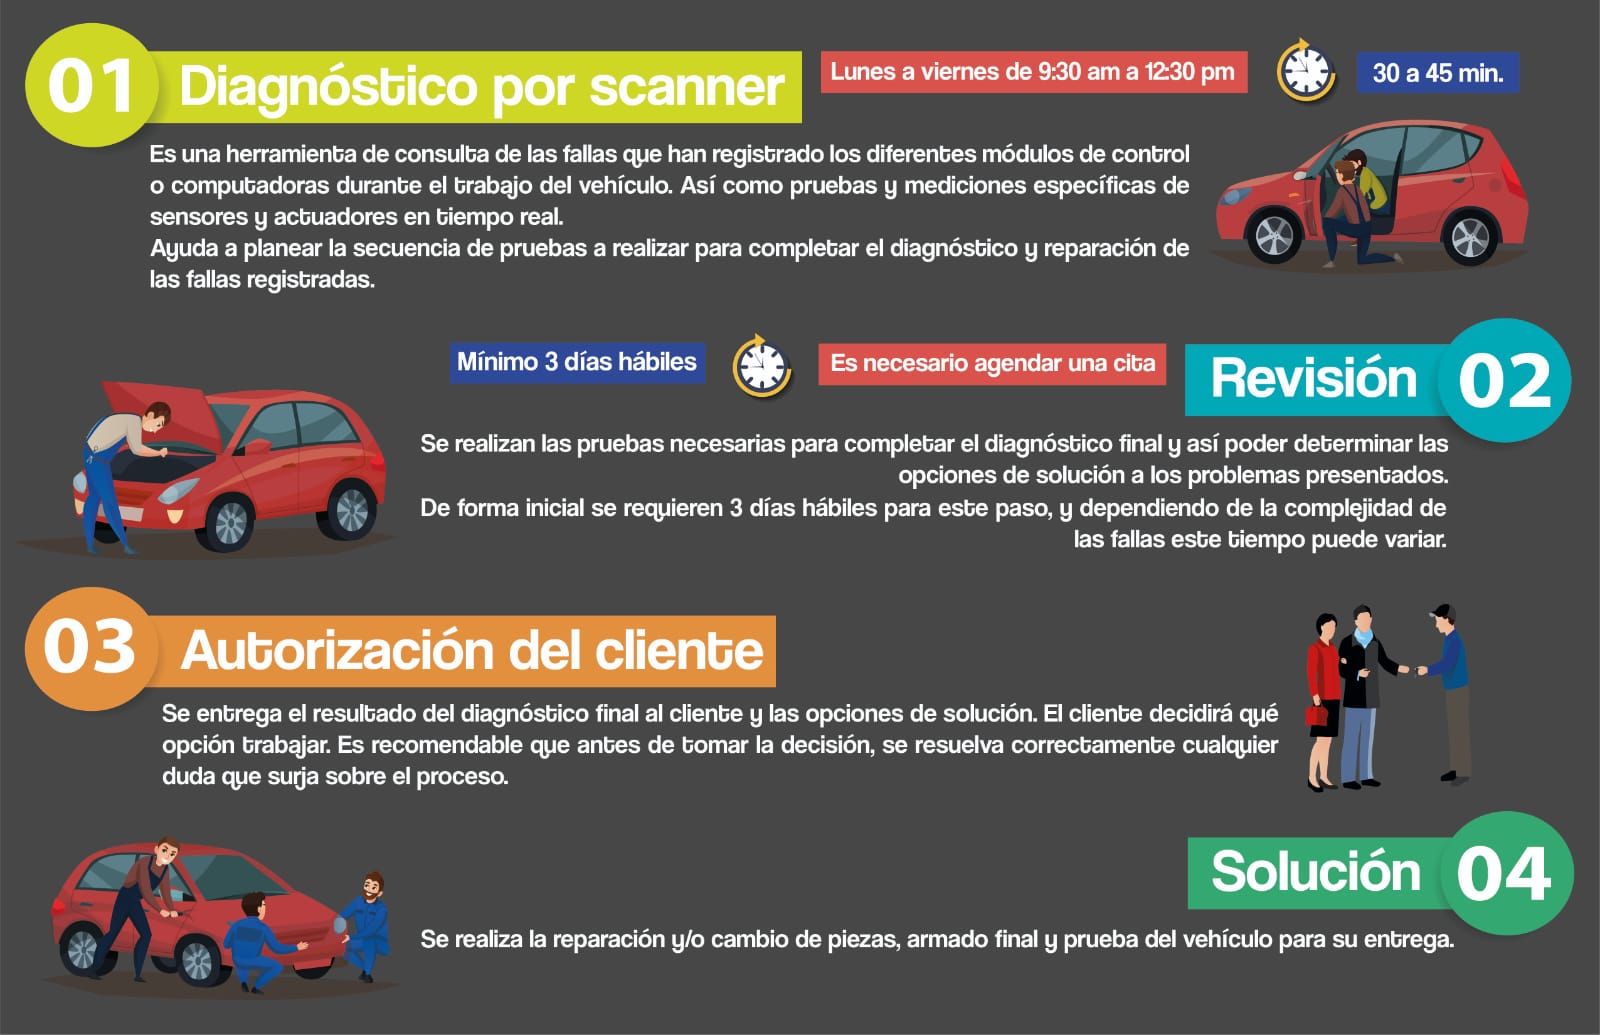 01 Diagnóstico por scanner
Lunes a viernes de 9:30 am a 12:30 pm
30 a 45 min.
Es una herramienta de consulta de las fallas que han registrado los diferentes módulos de control
o computadoras durante el trabajo del vehículo. Así como pruebas y mediciones específicas de
sensores y actuadores en tiempo real.
Ayuda a planear la secuencia de pruebas a realizar para completar el diagnóstico y reparación de
las fallas registradas.
Mínimo 3 días hábiles
Es necesario agendar una cita
Revisión 02
Se realizan las pruebas necesarias para completar el diagnóstico final y así poder determinar las
opciones de solución a los problemas presentados.
De forma inicial se requieren 3 días hábiles para este paso, y dependiendo de la complejidad de
las fallas este tiempo puede variar.
03 Autorización del cliente
Se entrega el resultado del diagnóstico final al cliente y las opciones de solución. El cliente decidirá qué
opción trabajar. Es recomendable que antes de tomar la decisión, se resuelva correctamente cualquier
duda que surja sobre el proceso.
Solución 04
Se realiza la reparación y/o cambio de piezas, armado final y prueba del vehículo para su entrega.